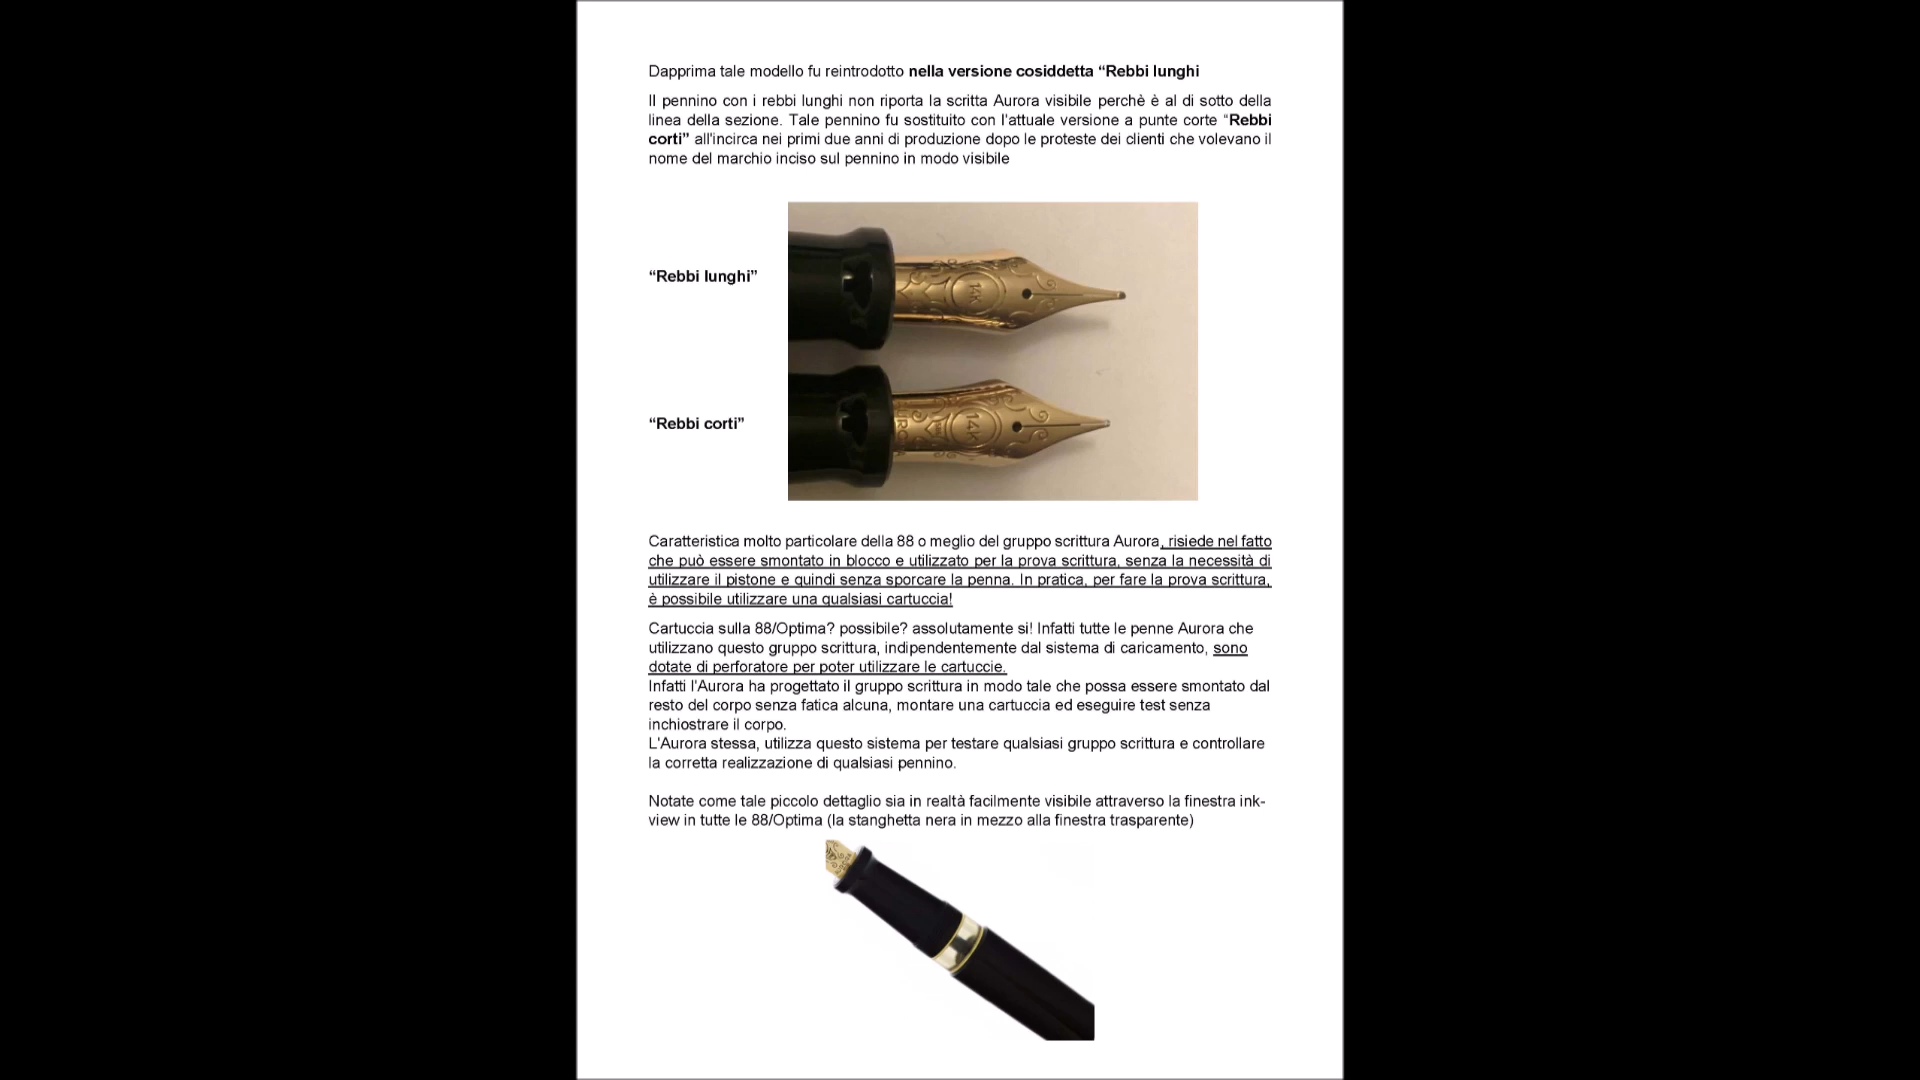 Dapprima tale modello fu reintrodotto nella versione cosiddetta “Rebbi lunghi
Il pennino con i rebbi lunghi non riporta la scritta Aurora visibile perchè è al di sotto della
linea della sezione. Tale pennino fu sostituito con l'attuale versione a punte corte “Rebbi
corti” all'incirca nei primi due anni di produzione dopo le proteste dei clienti che volevano il
nome del marchio inciso sul pennino in modo visibile
“Rebbi lunghi”
14K
“Rebbi corti”
14K
Caratteristica molto particolare della 88 o meglio del gruppo scrittura Aurora, risiede nel fatto
che può essere smontato in blocco e utilizzato per la prova scrittura, senza la necessità di
utilizzare il pistone e quindi senza sporcare la penna. In pratica, per fare la prova scrittura,
è possibile utilizzare una qualsiasi cartuccia!
Cartuccia sulla 88/Optima? possibile? assolutamente si! Infatti tutte le penne Aurora che
utilizzano questo gruppo scrittura, indipendentemente dal sistema di caricamento, sono
dotate di perforatore per poter utilizzare le cartuccie.
Infatti l'Aurora ha progettato il gruppo scrittura in modo tale che possa essere smontato dal
resto del corpo senza fatica alcuna, montare una cartuccia ed eseguire test senza
inchiostrare il corpo.
L'Aurora stessa, utilizza questo sistema per testare qualsiasi gruppo scrittura e controllare
la corretta realizzazione di qualsiasi pennino.
Notate come tale piccolo dettaglio sia in realtà facilmente visibile attraverso la finestra ink-
view in tutte le 88/Optima (la stanghetta nera in mezzo alla finestra trasparente)